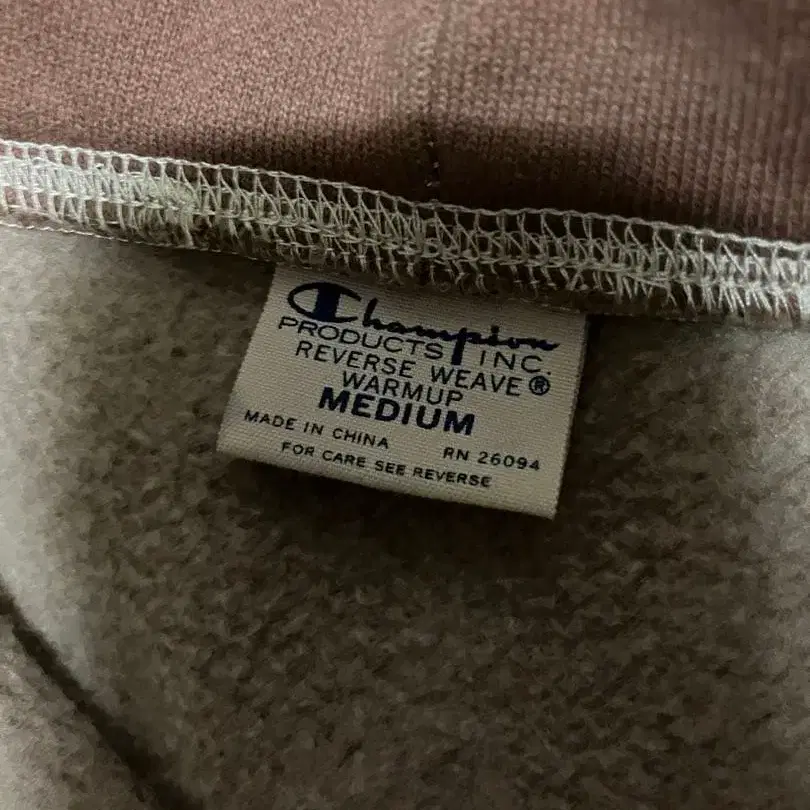 Champion
PRODUCTS INC.
REVERSE WEAVE®
WARMUP
MEDIUM
MADE IN CHINA RN 26094
FOR CARE SEE REVERSE